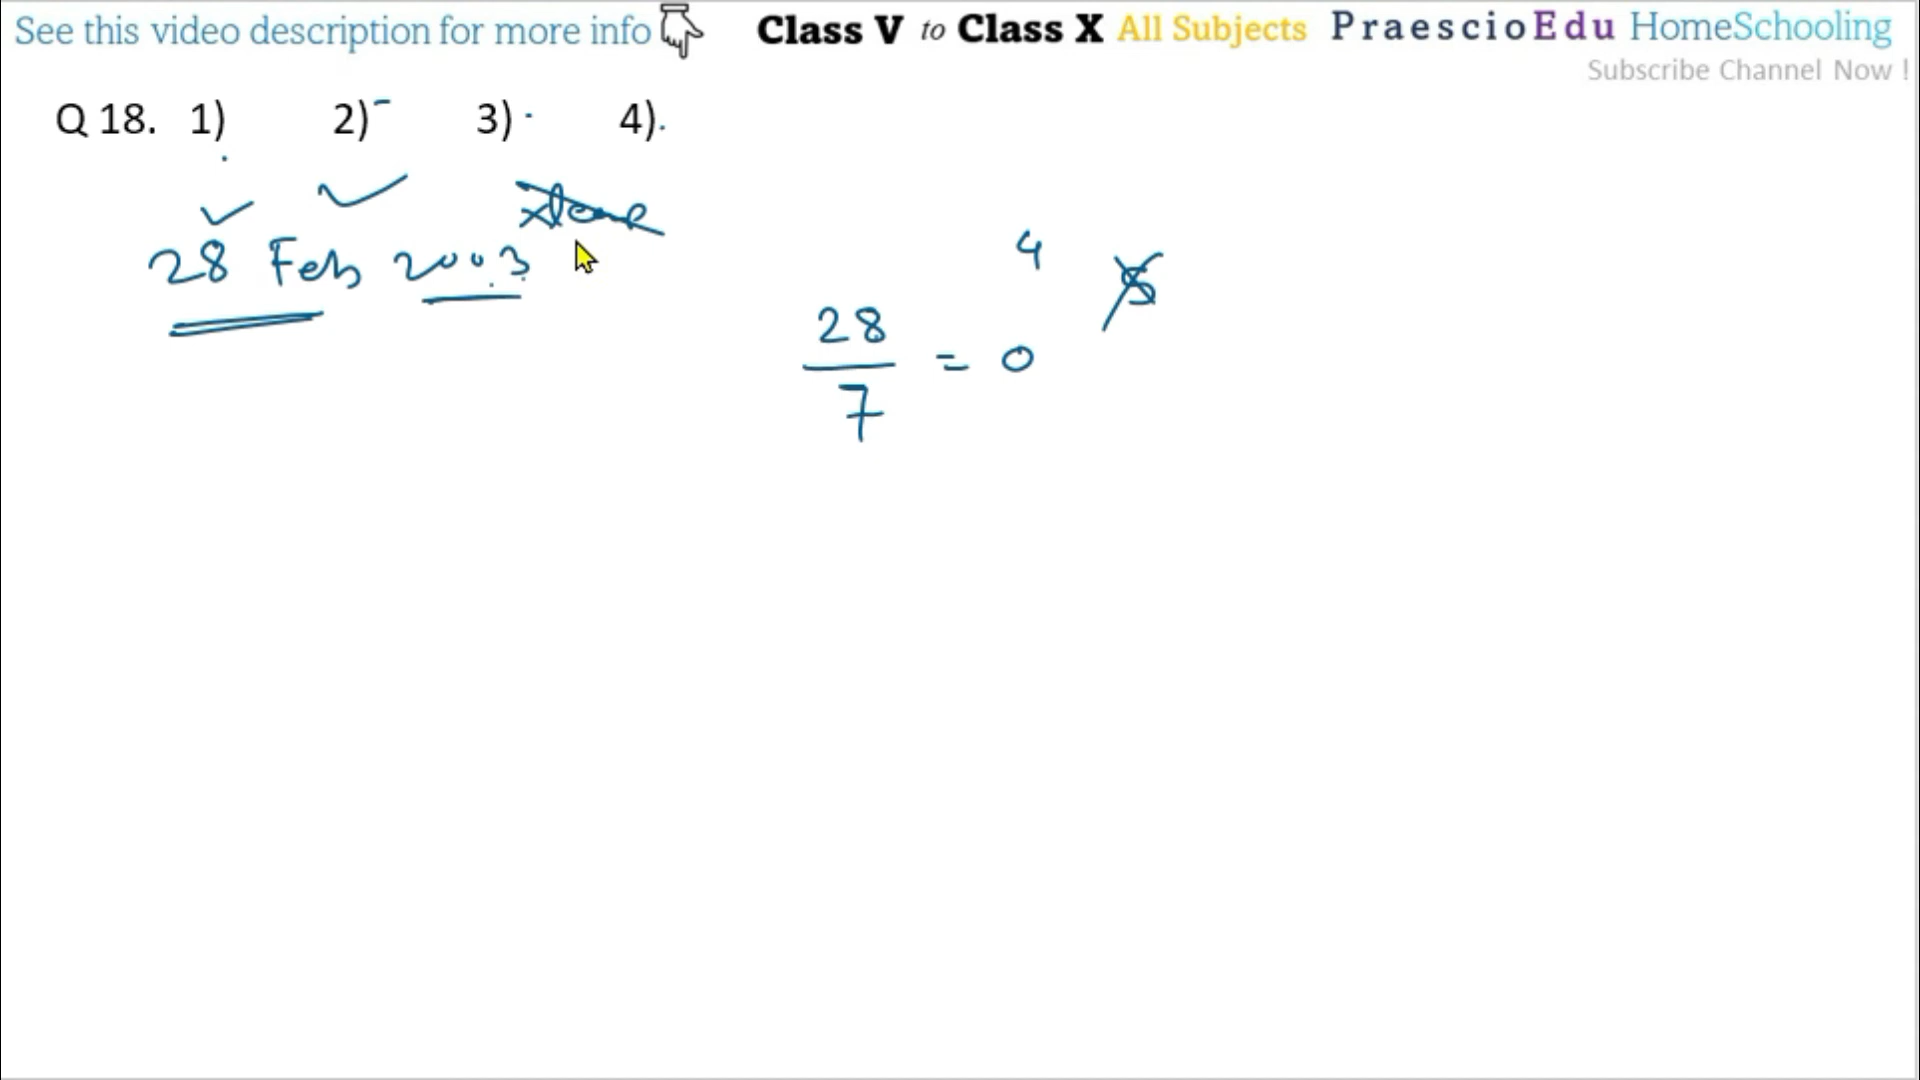 See this video description for more info Class V to Class X All Subjects PraescioEdu HomeSchooling
Subscribe Channel Now !
Q 18. 1) 2) 3) 4)
28 Feb 2003
4
28
= 0
7